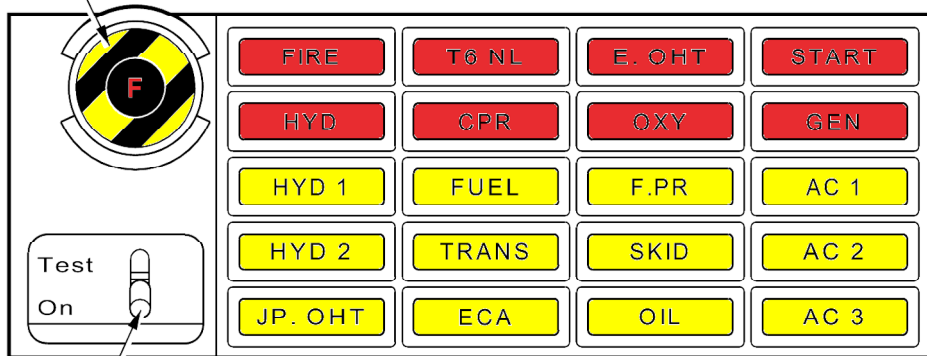 F
FIRE T6 NL E. OHT START
HYD CPR OXY GEN
HYD 1 FUEL F.PR AC 1
HYD 2 TRANS SKID AC 2
JP. OHT ECA OIL AC 3
Test
On